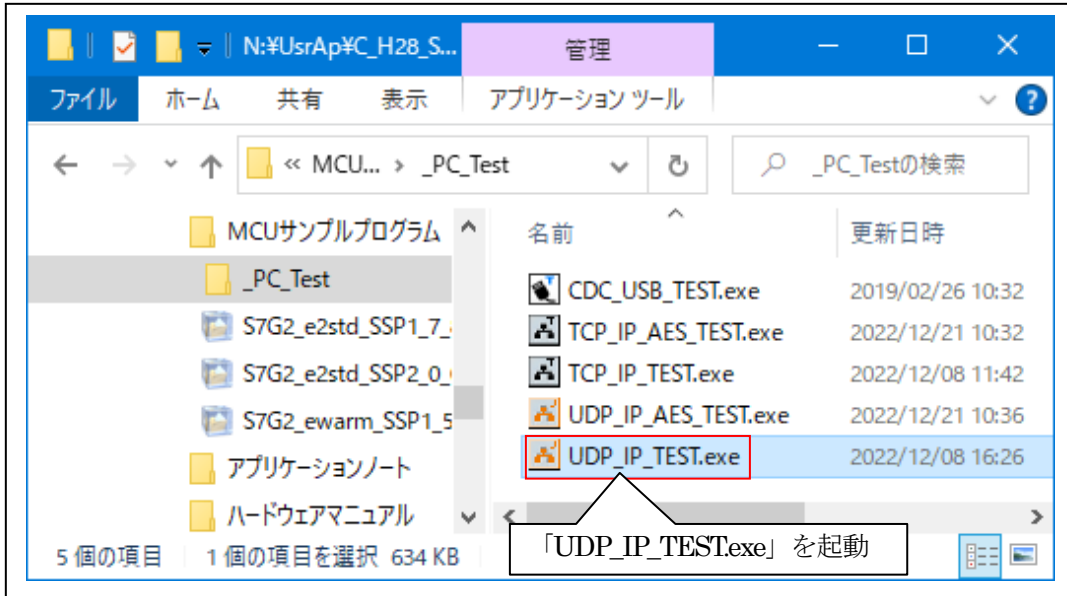 N:¥UsrAp¥C_H28_S...
管理
ファイル ホーム 共有 表示 アプリケーション ツール
« MCU... › _PC_Test
_PC_Testの検索
MCUサンプルプログラム
_PC_Test
S7G2_e2std_SSP1_7_
S7G2_e2std_SSP2_0_
S7G2_ewarm_SSP1_5
アプリケーションノート
ハードウェアマニュアル
名前 更新日時
CDC_USB_TEST.exe 2019/02/26 10:32
TCP_IP_AES_TEST.exe 2022/12/21 10:32
TCP_IP_TEST.exe 2022/12/08 11:42
UDP_IP_AES_TEST.exe 2022/12/21 10:36
UDP_IP_TEST.exe 2022/12/08 16:26
「UDP_IP_TEST.exe」を起動
5 個の項目 1 個の項目を選択 634 KB